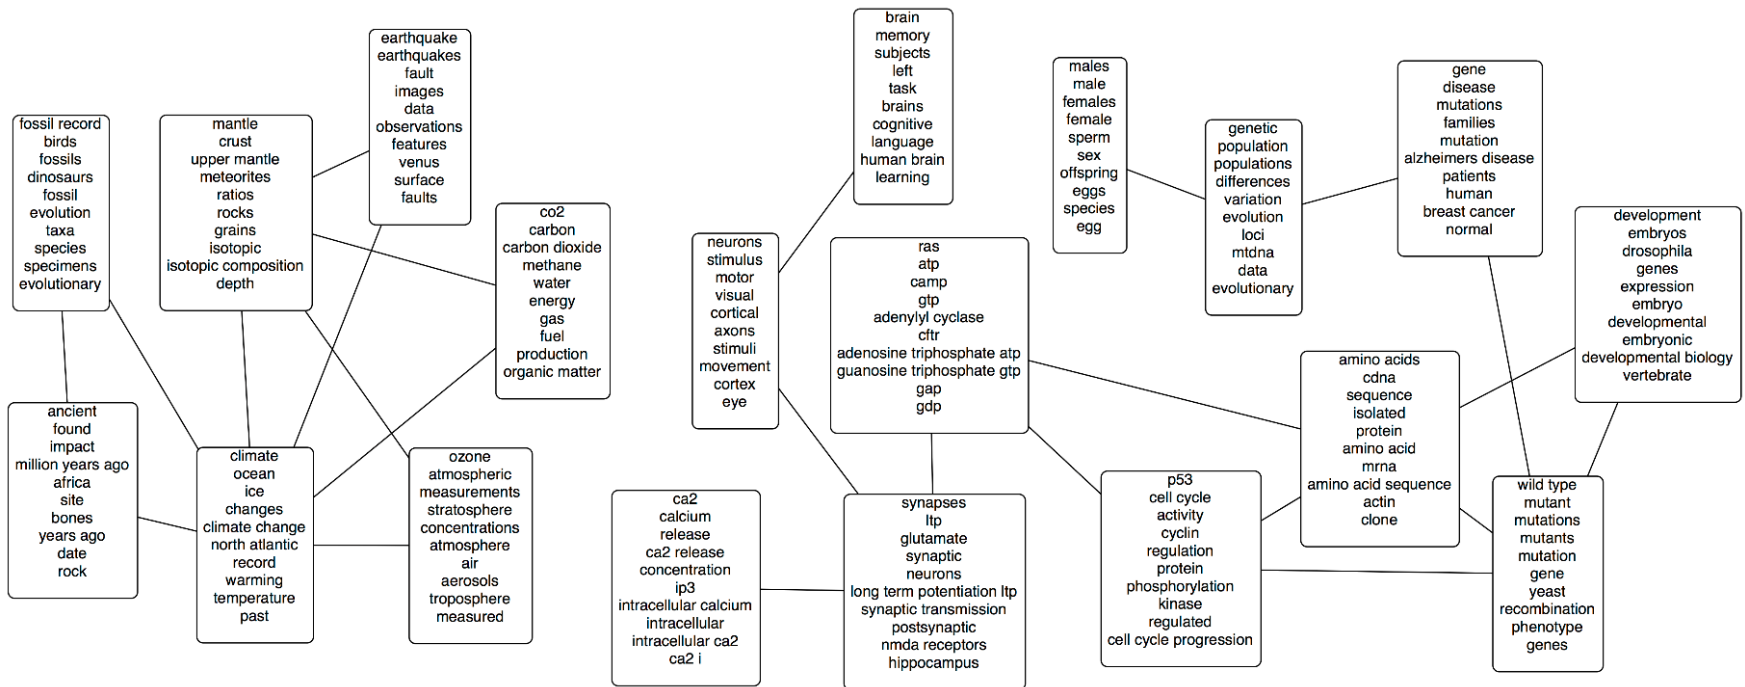 fossil record
birds
fossils
dinosaurs
fossil
evolution
taxa
species
specimens
evolutionary
mantle
crust
upper mantle
meteorites
ratios
rocks
grains
isotopic
isotopic composition
depth
earthquake
earthquakes
fault
images
data
observations
features
venus
surface
faults
co2
carbon
carbon dioxide
methane
water
energy
gas
fuel
production
organic matter
ancient
found
impact
million years ago
africa
site
bones
years ago
date
rock
climate
ocean
ice
changes
climate change
north atlantic
record
warming
temperature
past
ozone
atmospheric
measurements
stratosphere
concentrations
atmosphere
air
aerosols
troposphere
measured
brain
memory
subjects
left
task
brains
cognitive
language
human brain
learning
neurons
stimulus
motor
visual
cortical
axons
stimuli
movement
cortex
eye
ras
atp
camp
gtp
adenylyl cyclase
cftr
adenosine triphosphate atp
guanosine triphosphate gtp
gap
gdp
ca2
calcium
release
ca2 release
concentration
ip3
intracellular calcium
intracellular
intracellular ca2
ca2 i
synapses
ltp
glutamate
synaptic
neurons
long term potentiation ltp
synaptic transmission
postsynaptic
nmda receptors
hippocampus
males
male
females
female
sperm
sex
offspring
eggs
species
egg
genetic
population
populations
differences
variation
evolution
loci
mtdna
data
evolutionary
gene
disease
mutations
families
mutation
alzheimers disease
patients
human
breast cancer
normal
development
embryos
drosophila
genes
expression
embryo
developmental
embryonic
developmental biology
vertebrate
amino acids
cdna
sequence
isolated
protein
amino acid
mrna
amino acid sequence
actin
clone
p53
cell cycle
activity
cyclin
regulation
protein
phosphorylation
kinase
regulated
cell cycle progression
wild type
mutant
mutations
mutants
mutation
gene
yeast
recombination
phenotype
genes